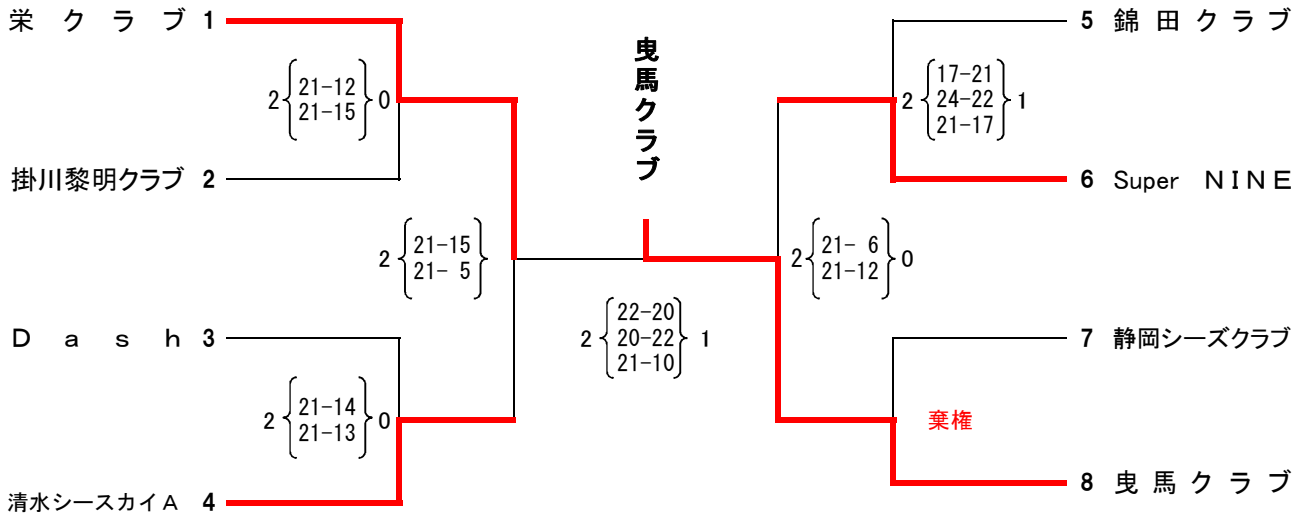 栄クラブ 1
2 21-12 0
21-15
掛川黎明クラブ 2
2 21-15
21- 5
Dash 3
2 21-14 0
21-13
清水シースカイA 4
曳馬クラブ
2 22-20 1
20-22
21-10
5 錦田クラブ
2 17-21 1
24-22
21-17
6 Super NINE
2 21- 6 0
21-12
7 静岡シーズクラブ
棄権
8 曳馬クラブ